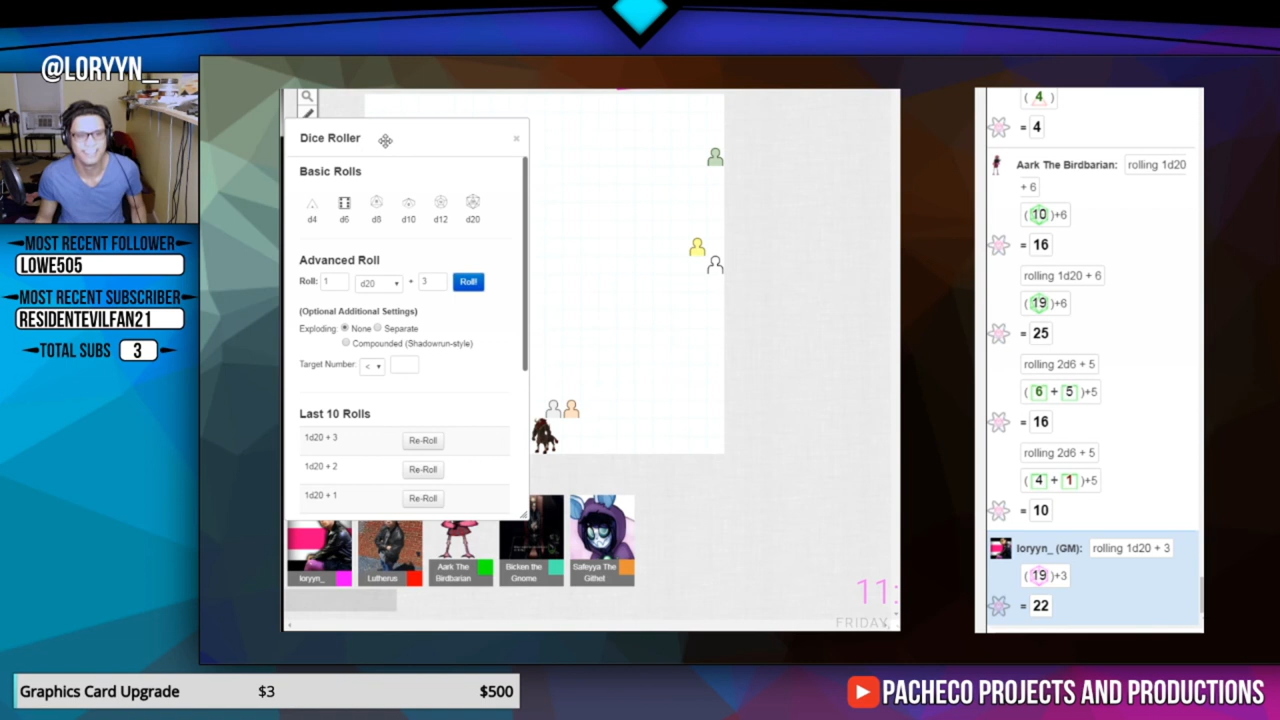 @LORYYN_
MOST RECENT FOLLOWER
LOWE505
MOST RECENT SUBSCRIBER
RESIDENTEVILFAN21
TOTAL SUBS 3
Dice Roller ×
Basic Rolls
d4 d6 d8 d10 d12 d20
Advanced Roll
Roll: 1 d20 + 3 Roll!
(Optional Additional Settings)
Exploding: None Separate
Compounded (Shadowrun-style)
Target Number: <
Last 10 Rolls
1d20 + 3 Re-Roll
1d20 + 2 Re-Roll
1d20 + 1 Re-Roll
loryyn_
Lutherus
Aark The
Birdbarian
Bicken the
Gnome
Safeyya The
Githet
11:
FRIDAY,
(4)
= 4
Aark The Birdbarian: rolling 1d20
+ 6
(10)+6
= 16
rolling 1d20 + 6
(19)+6
= 25
rolling 2d6 + 5
(6 + 5)+5
= 16
rolling 2d6 + 5
(4 + 1)+5
= 10
loryyn_ (GM): rolling 1d20 + 3
(19)+3
= 22
Graphics Card Upgrade $3 $500
PACHECO PROJECTS AND PRODUCTIONS